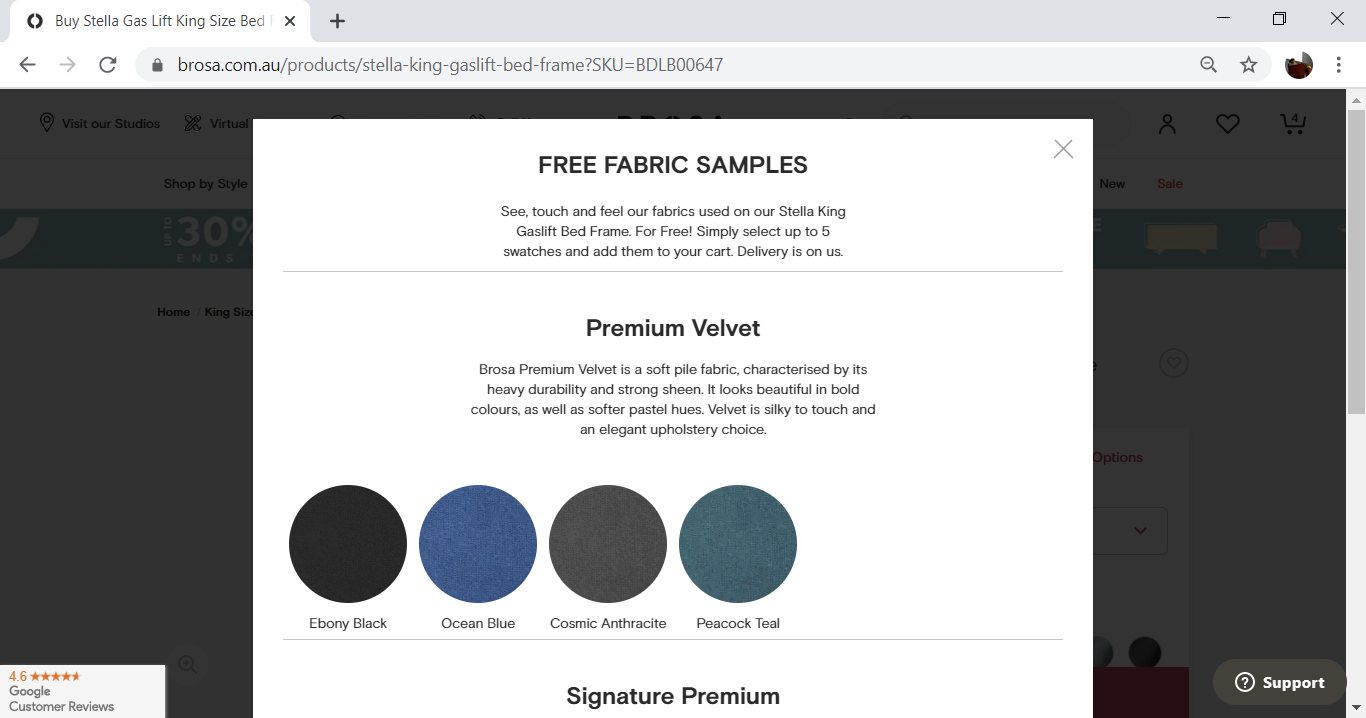 Buy Stella Gas Lift King Size Bed F
brosa.com.au/products/stella-king-gaslift-bed-frame?SKU=BDLB00647
Visit our Studios
Virtual
4
FREE FABRIC SAMPLES
Shop by Style
New
Sale
See, touch and feel our fabrics used on our Stella King
Gaslift Bed Frame. For Free! Simply select up to 5
swatches and add them to your cart. Delivery is on us.
UP TO
30%
ENDS
Home / King Size
Premium Velvet
Brosa Premium Velvet is a soft pile fabric, characterised by its
heavy durability and strong sheen. It looks beautiful in bold
colours, as well as softer pastel hues. Velvet is silky to touch and
an elegant upholstery choice.
Options
Ebony Black
Ocean Blue
Cosmic Anthracite
Peacock Teal
4.6
Google
Customer Reviews
Signature Premium
Support